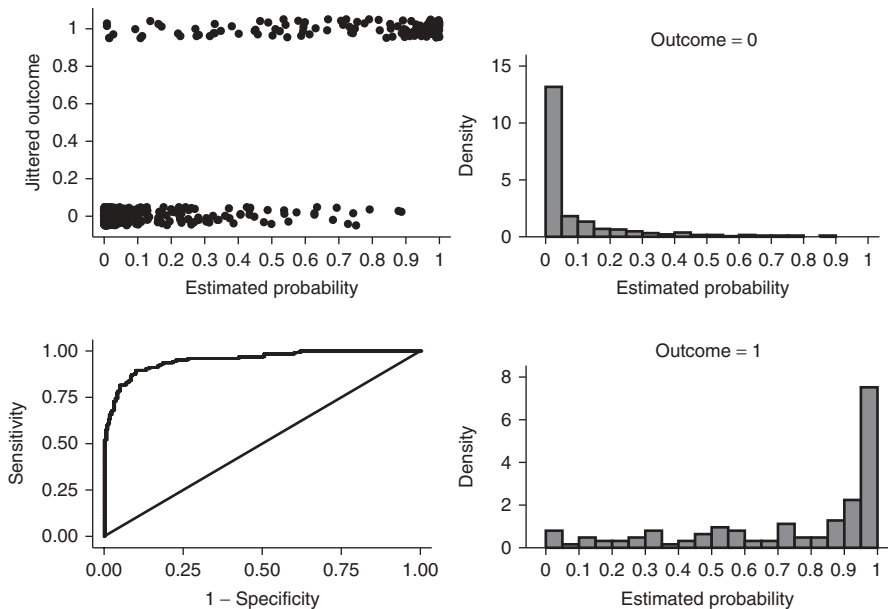 1
0.8
0.6
0.4
0.2
0
Jittered outcome
0 0.1 0.2 0.3 0.4 0.5 0.6 0.7 0.8 0.9 1
Estimated probability
Outcome = 0
15
10
5
0
Density
0 0.1 0.2 0.3 0.4 0.5 0.6 0.7 0.8 0.9 1
Estimated probability
1.00
0.75
0.50
0.25
0.00
Sensitivity
0.00 0.25 0.50 0.75 1.00
1 – Specificity
Outcome = 1
8
6
4
2
0
Density
0 0.1 0.2 0.3 0.4 0.5 0.6 0.7 0.8 0.9 1
Estimated probability